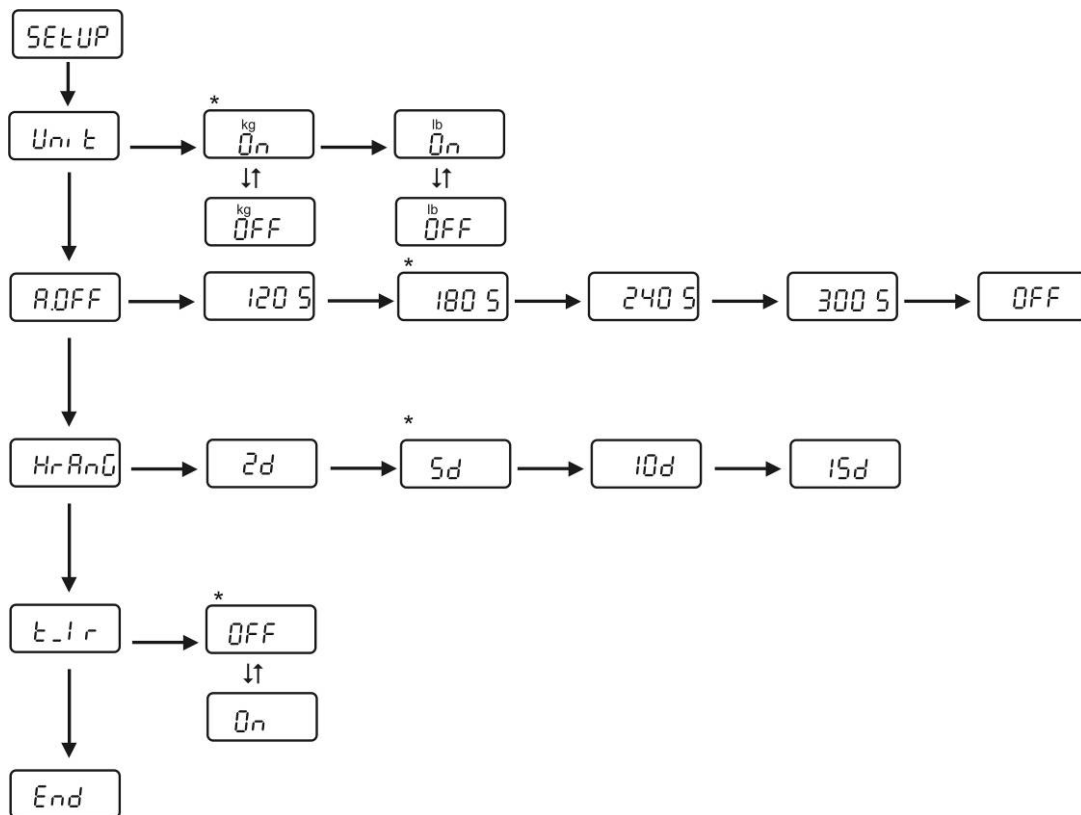 SEtUP
*
Unit
kg
On
lb
On
↓↑
↓↑
kg
OFF
lb
OFF
*
A.OFF
120 S
180 S
240 S
300 S
OFF
*
HrAnG
2d
5d
10d
15d
*
t_Ir
OFF
↓↑
On
End